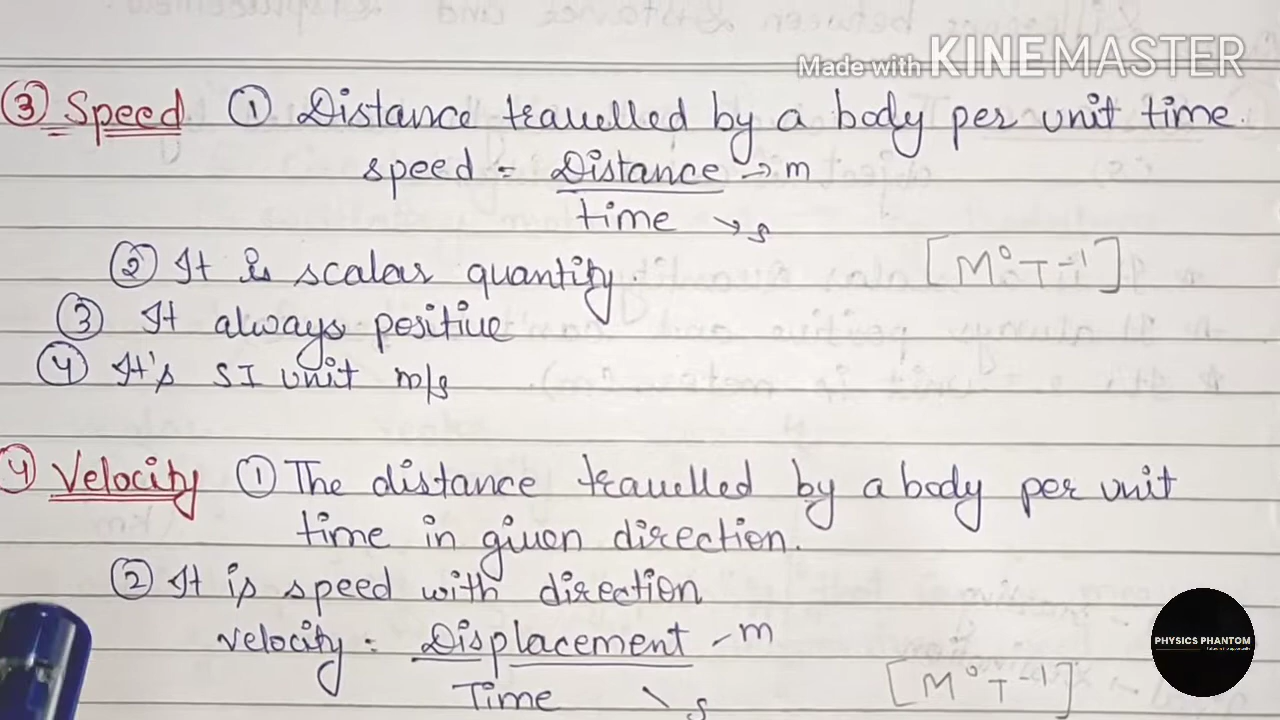 Made with KINEMASTER
③ Speed ① Distance travelled by a body per unit time.
speed = Distance → m
time → s
② It is scalar quantity.
[M⁰T⁻¹]
③ It always positive
④ It's SI unit m/s
④ Velocity ① The distance travelled by a body per unit
time in given direction.
② It is speed with direction
velocity = Displacement - m
Time \ s
[M⁰T⁻¹]
PHYSICS PHANTOM